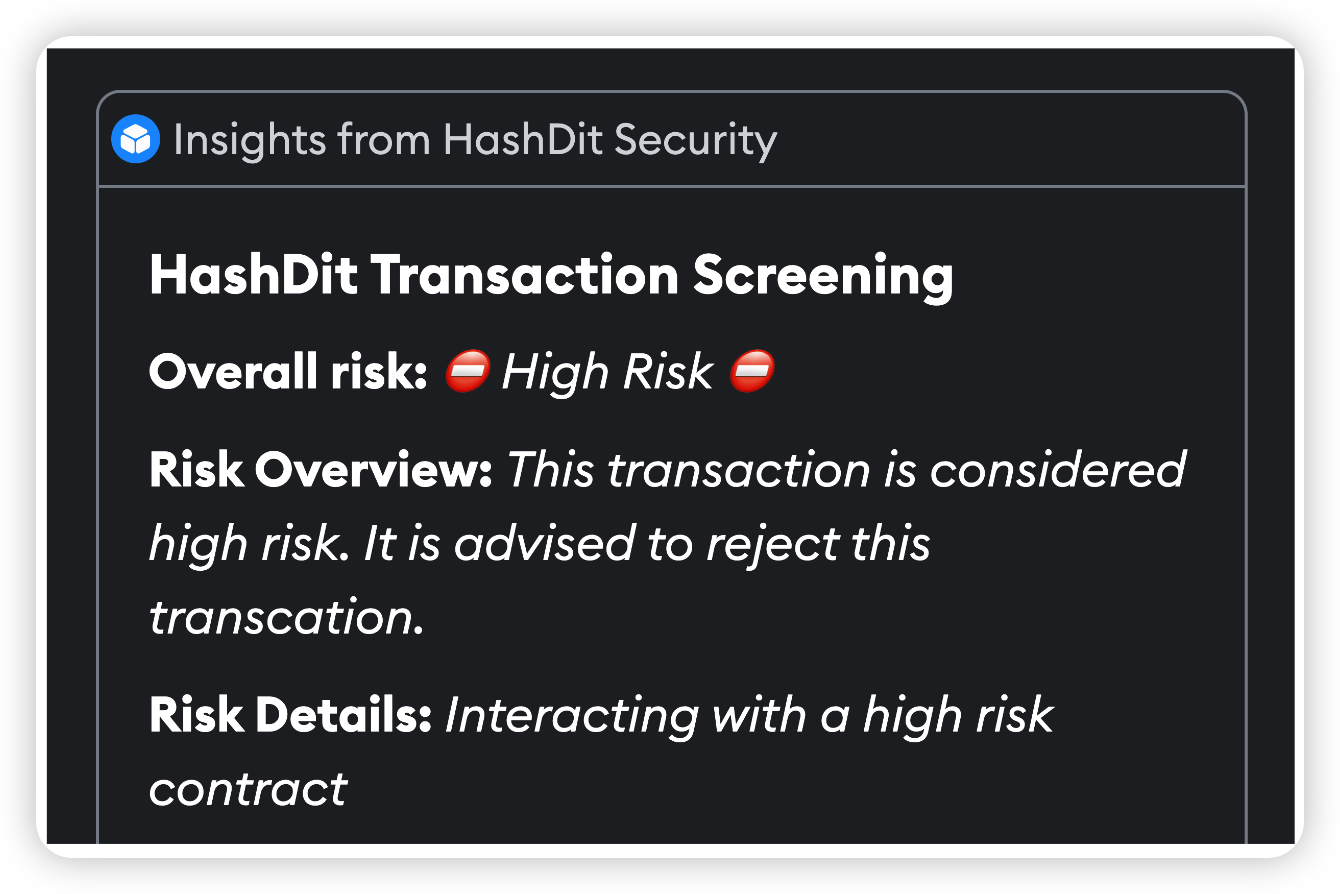 Insights from HashDit Security
HashDit Transaction Screening
Overall risk: ⛔ High Risk ⛔
Risk Overview: This transaction is considered
high risk. It is advised to reject this
transcation.
Risk Details: Interacting with a high risk
contract